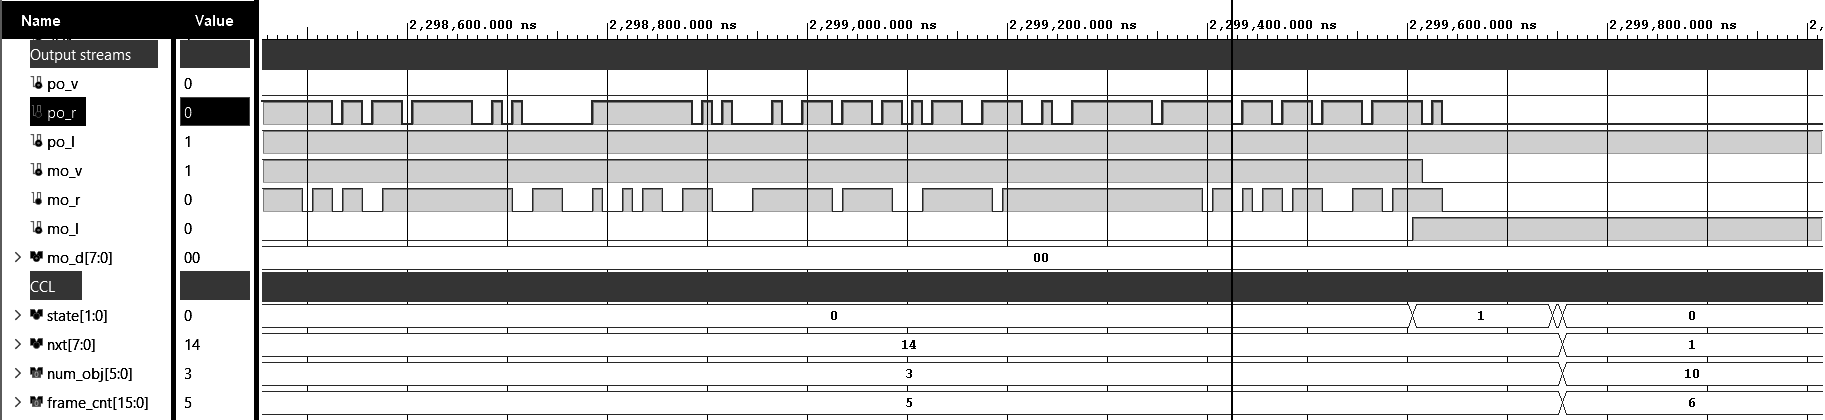 Name Value 2,298,600.000 ns 2,298,800.000 ns 2,299,000.000 ns 2,299,200.000 ns 2,299,400.000 ns 2,299,600.000 ns 2,299,800.000 ns 2,
Output streams
po_v 0
po_r 0
po_l 1
mo_v 1
mo_r 0
mo_l 0
mo_d[7:0] 00 00
CCL
state[1:0] 0 0 1 0
nxt[7:0] 14 14 1
num_obj[5:0] 3 3 10
frame_cnt[15:0] 5 5 6